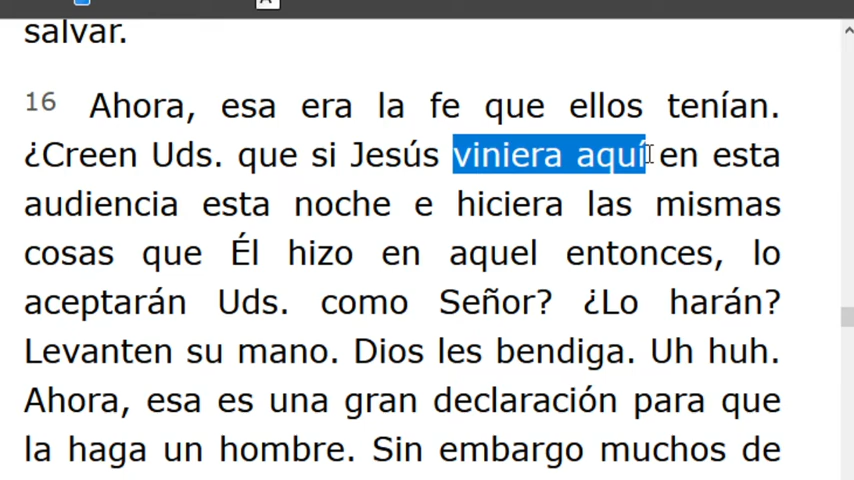 salvar.
16 Ahora, esa era la fe que ellos tenían.
¿Creen Uds. que si Jesús viniera aquí en esta
audiencia esta noche e hiciera las mismas
cosas que Él hizo en aquel entonces, lo
aceptarán Uds. como Señor? ¿Lo harán?
Levanten su mano. Dios les bendiga. Uh huh.
Ahora, esa es una gran declaración para que
la haga un hombre. Sin embargo muchos de